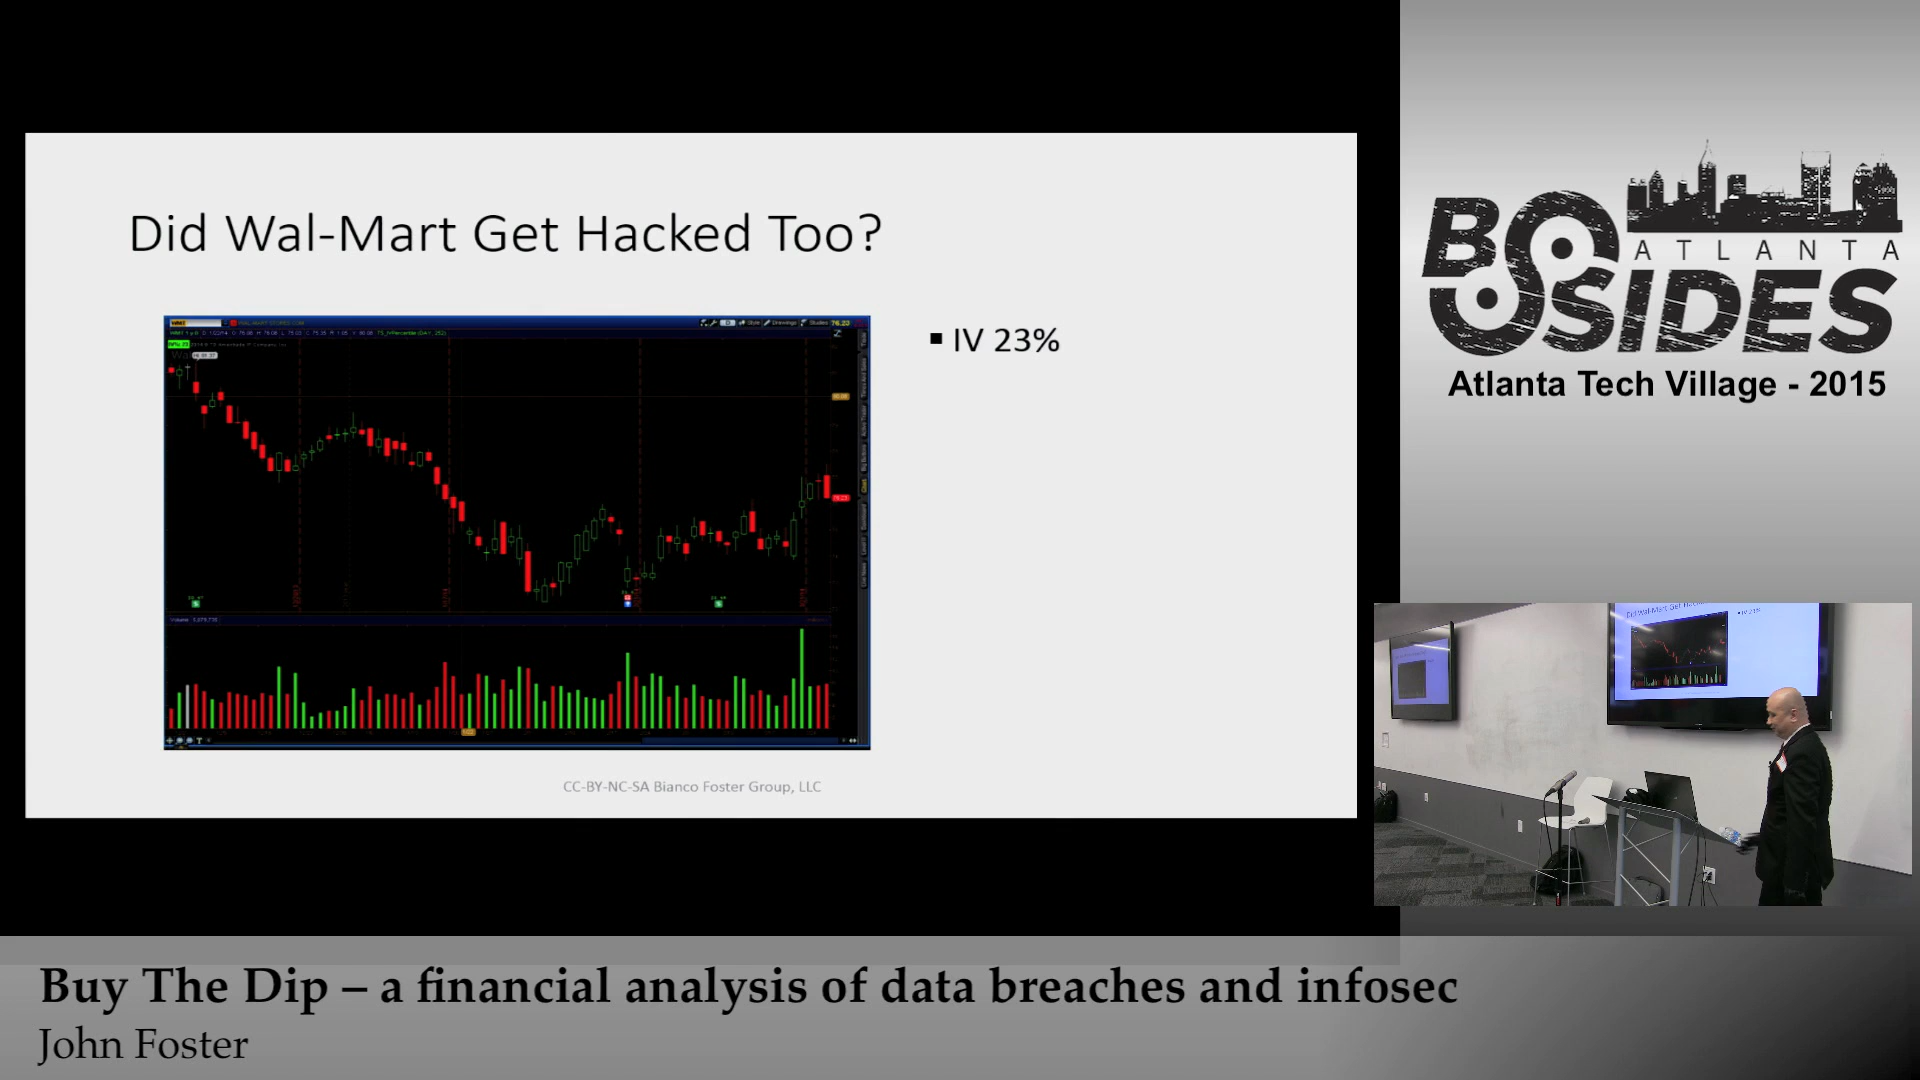 Did Wal-Mart Get Hacked Too?
▪ IV 23%
CC-BY-NC-SA Bianco Foster Group, LLC
BSIDES
ATLANTA
Atlanta Tech Village - 2015
Buy The Dip – a financial analysis of data breaches and infosec
John Foster